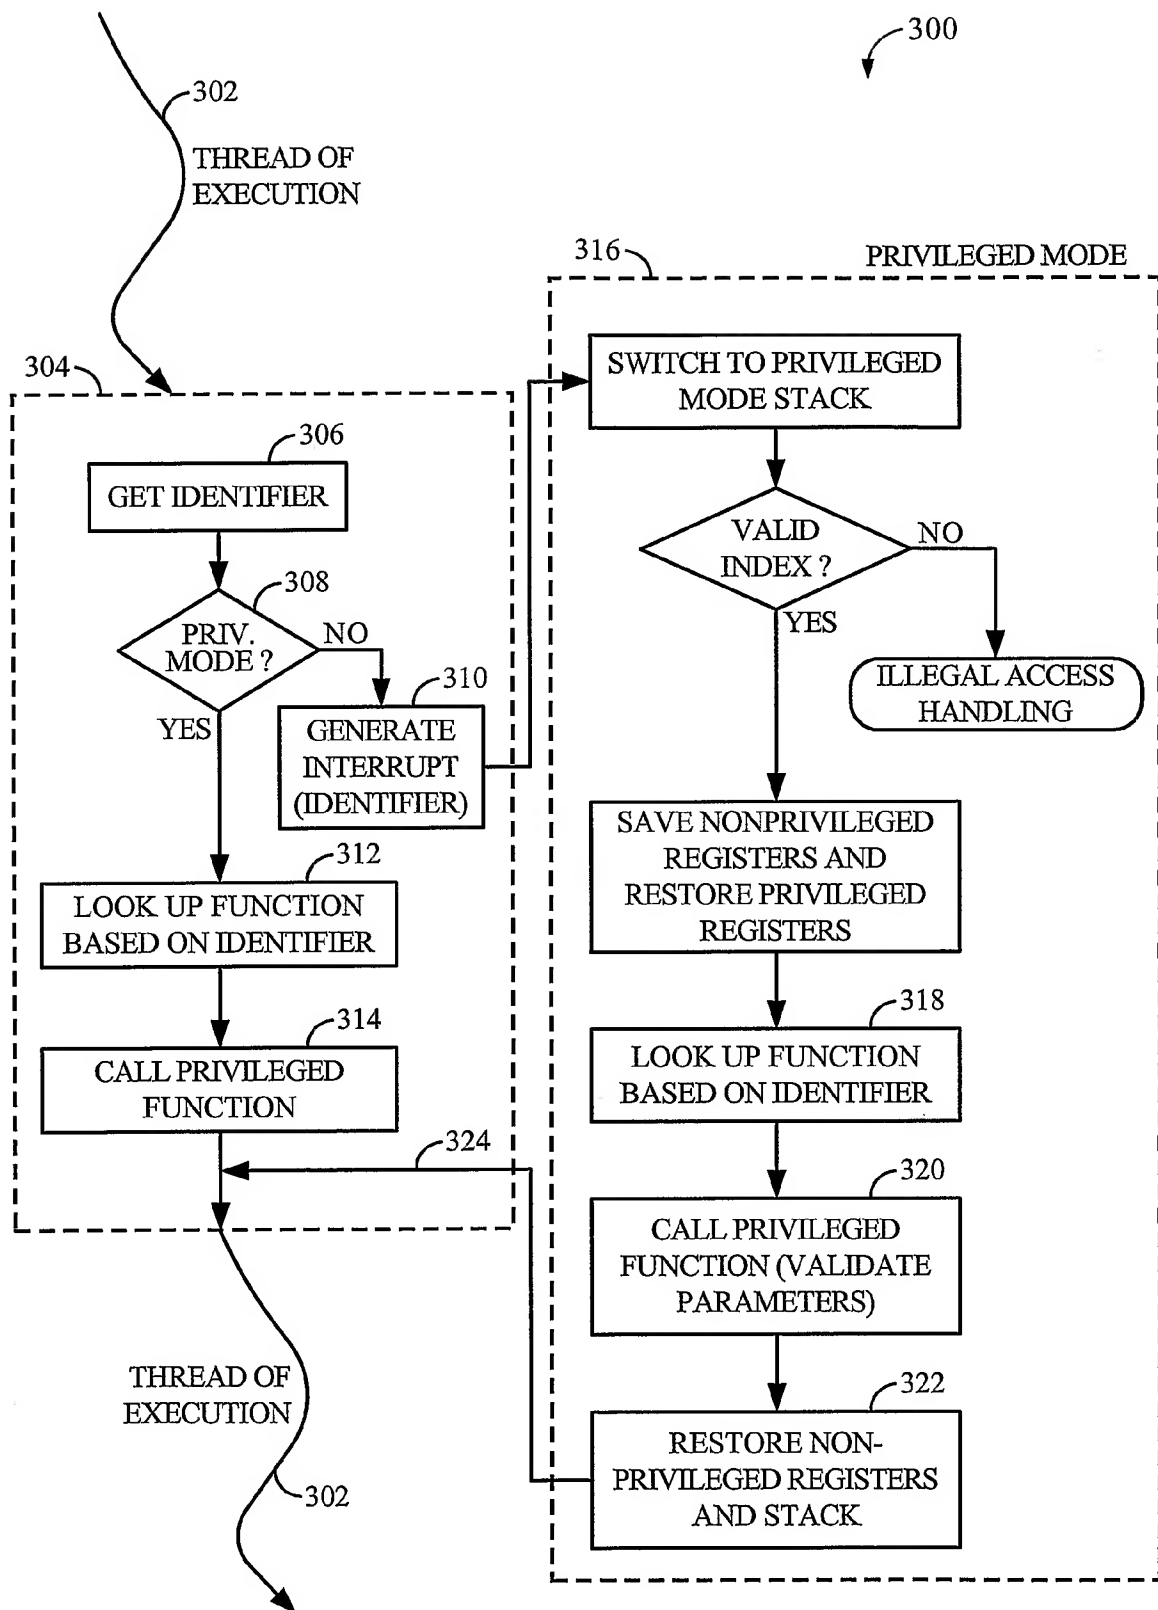 300
302
THREAD OF
EXECUTION
316
PRIVILEGED MODE
304
SWITCH TO PRIVILEGED
MODE STACK
306
GET IDENTIFIER
VALID
INDEX ?
NO
YES
308
PRIV.
MODE ?
NO
YES
ILLEGAL ACCESS
HANDLING
310
GENERATE
INTERRUPT
(IDENTIFIER)
SAVE NONPRIVILEGED
REGISTERS AND
RESTORE PRIVILEGED
REGISTERS
312
LOOK UP FUNCTION
BASED ON IDENTIFIER
318
LOOK UP FUNCTION
BASED ON IDENTIFIER
314
CALL PRIVILEGED
FUNCTION
324
320
CALL PRIVILEGED
FUNCTION (VALIDATE
PARAMETERS)
THREAD OF
EXECUTION
322
RESTORE NON-
PRIVILEGED REGISTERS
AND STACK
302